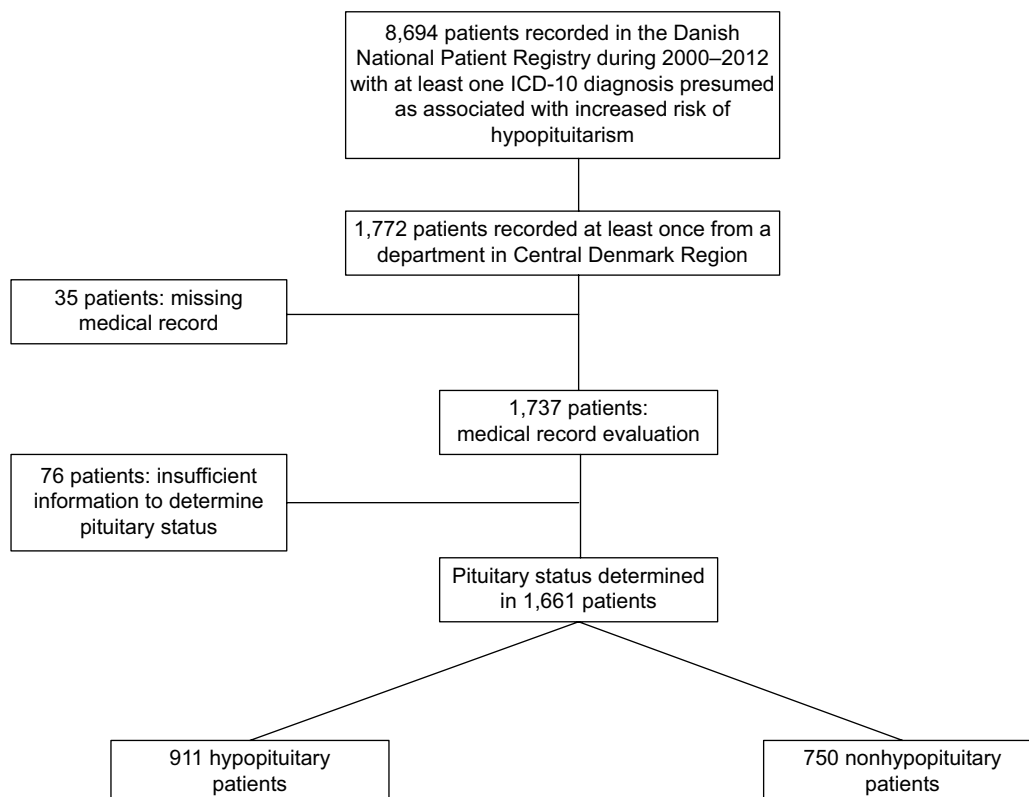 8,694 patients recorded in the Danish
National Patient Registry during 2000–2012
with at least one ICD-10 diagnosis presumed
as associated with increased risk of
hypopituitarism
1,772 patients recorded at least once from a
department in Central Denmark Region
35 patients: missing
medical record
1,737 patients:
medical record evaluation
76 patients: insufficient
information to determine
pituitary status
Pituitary status determined
in 1,661 patients
911 hypopituitary
patients
750 nonhypopituitary
patients